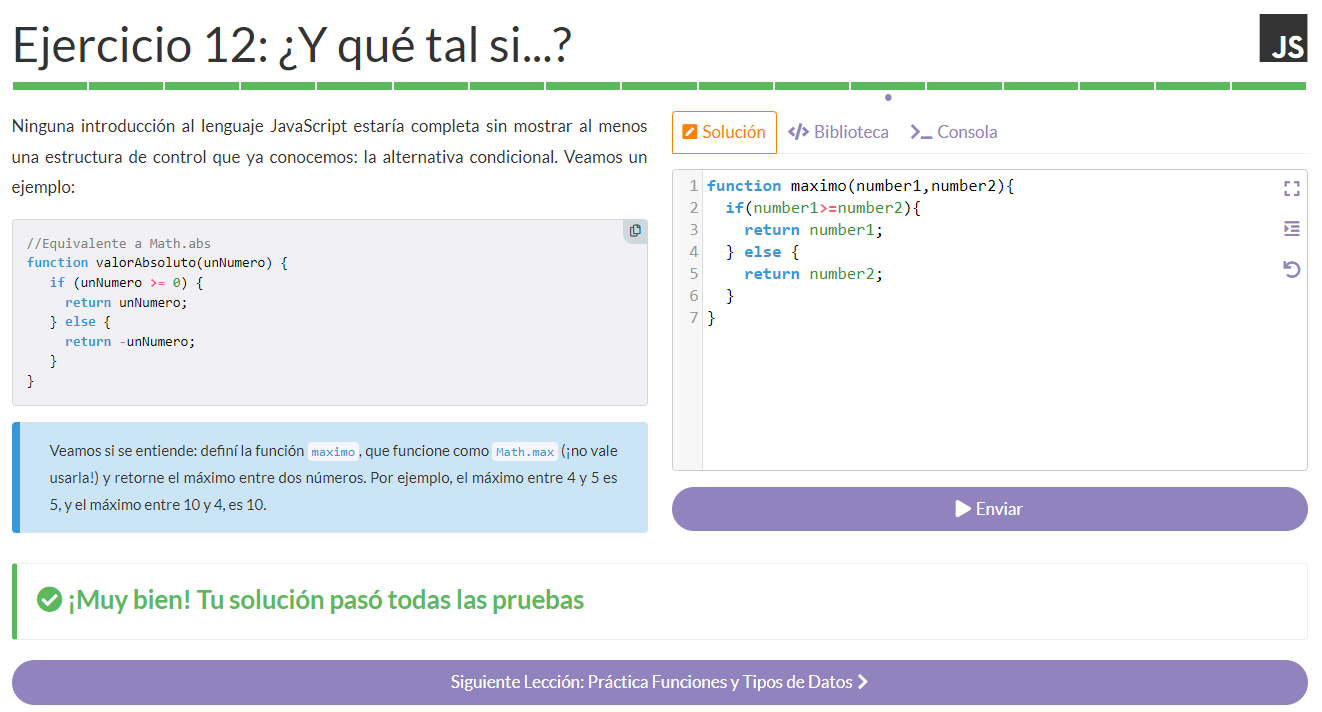 Ejercicio 12: ¿Y qué tal si...?
JS
Ninguna introducción al lenguaje JavaScript estaría completa sin mostrar al menos
una estructura de control que ya conocemos: la alternativa condicional. Veamos un
ejemplo:
//Equivalente a Math.abs
function valorAbsoluto(unNumero) {
if (unNumero >= 0) {
return unNumero;
} else {
return -unNumero;
}
}
Veamos si se entiende: definí la función maximo, que funcione como Math.max (¡no vale
usarla!) y retorne el máximo entre dos números. Por ejemplo, el máximo entre 4 y 5 es
5, y el máximo entre 10 y 4, es 10.
Solución </> Biblioteca >_ Consola
1 function maximo(number1,number2){
2 if(number1>=number2){
3 return number1;
4 } else {
5 return number2;
6 }
7 }
Enviar
¡Muy bien! Tu solución pasó todas las pruebas
Siguiente Lección: Práctica Funciones y Tipos de Datos